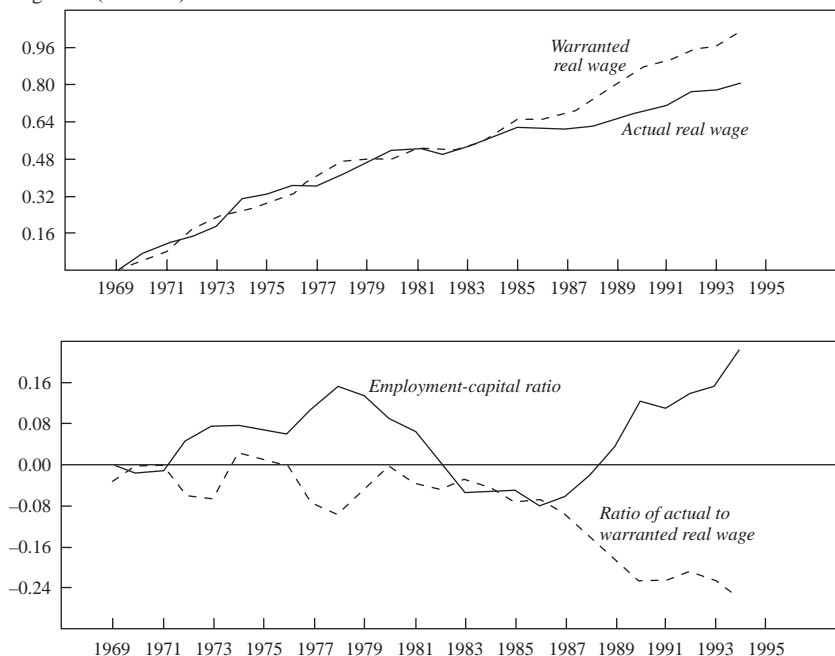 0.96
0.80
0.64
0.48
0.32
0.16
Warranted
real wage
Actual real wage
1969 1971 1973 1975 1977 1979 1981 1983 1985 1987 1989 1991 1993 1995
0.16
0.08
0.00
–0.08
–0.16
–0.24
Employment-capital ratio
Ratio of actual to
warranted real wage
1969 1971 1973 1975 1977 1979 1981 1983 1985 1987 1989 1991 1993 1995